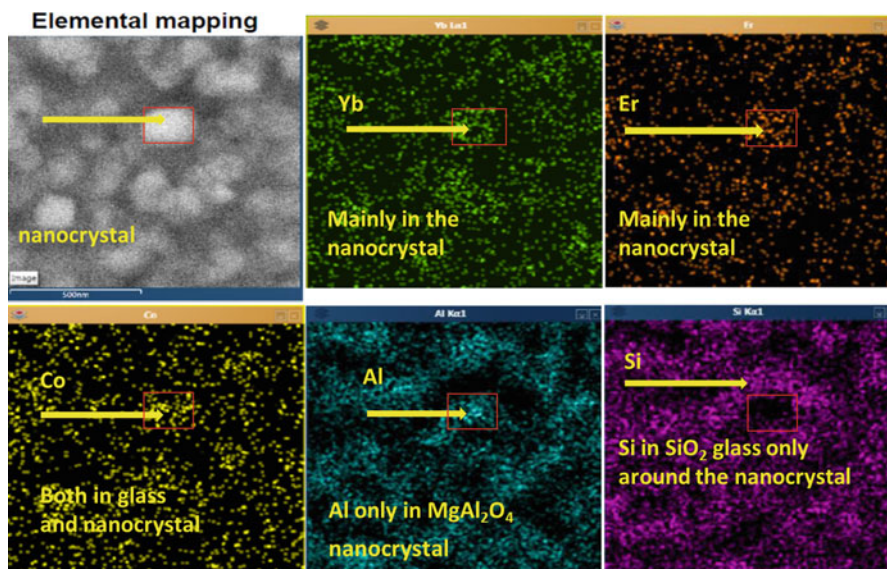 Elemental mapping
nanocrystal
Image
500nm
Yb Lα1
Yb
Mainly in the
nanocrystal
Er
Er
Mainly in the
nanocrystal
Co
Co
Both in glass
and nanocrystal
Al Kα1
Al
Al only in MgAl₂O₄
nanocrystal
Si Kα1
Si
Si in SiO₂ glass only
around the nanocrystal